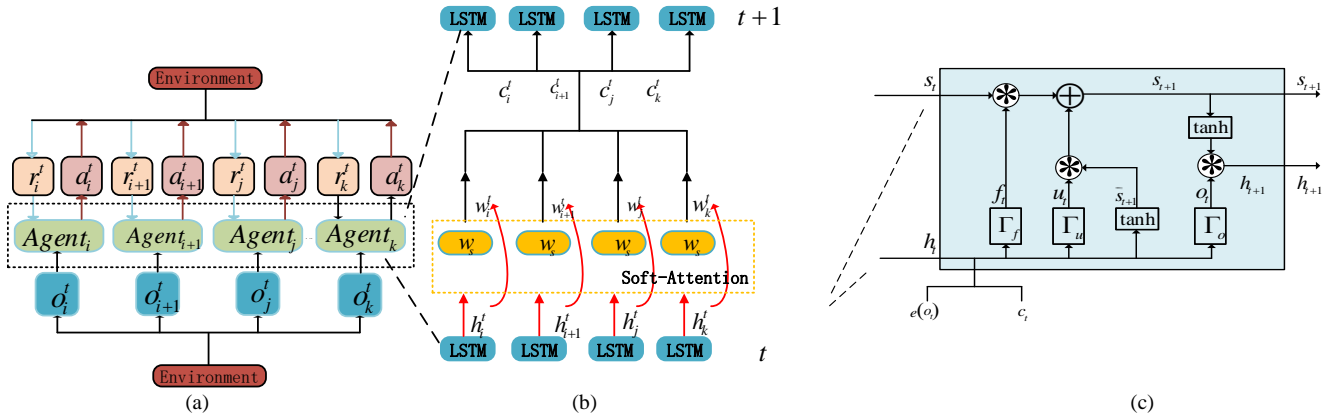 Environment
r_i^t a_i^t r_{i+1}^t a_{i+1}^t r_j^t a_j^t r_k^t a_k^t
Agent_i Agent_{i+1} Agent_j ... Agent_k
o_i^t o_{i+1}^t o_j^t o_k^t
Environment
(a)
LSTM LSTM LSTM LSTM t+1
c_i^t c_{i+1}^t c_j^t c_k^t
w_i^t w_{i+1}^t w_j^t w_k^t
w_s w_s w_s w_s
Soft-Attention
h_i^t h_{i+1}^t h_j^t h_k^t
LSTM LSTM LSTM LSTM t
(b)
s_t s_{t+1} s_{t+1}
tanh
f_t u_t s̄_{t+1} o_t h_{t+1} h_{t+1}
Γ_f Γ_u tanh Γ_o
h_t
e(o_t) c_t
(c)